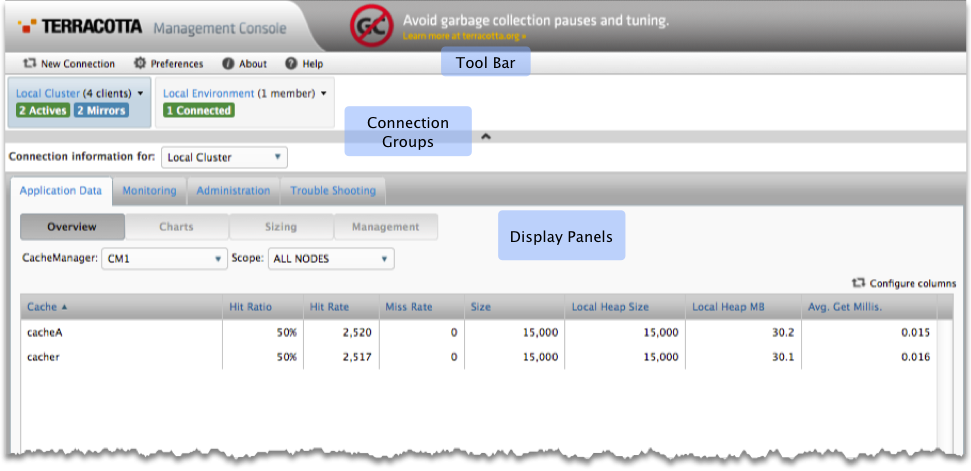 TERRACOTTA Management Console
GC
Avoid garbage collection pauses and tuning.
Learn more at terracotta.org »
New Connection Preferences About Help
Tool Bar
Local Cluster (4 clients)
2 Actives 2 Mirrors
Local Environment (1 member)
1 Connected
Connection
Groups
Connection information for: Local Cluster
Application Data Monitoring Administration Trouble Shooting
Overview Charts Sizing Management
Display Panels
CacheManager: CM1 Scope: ALL NODES
Configure columns
Cache Hit Ratio Hit Rate Miss Rate Size Local Heap Size Local Heap MB Avg. Get Millis.
cacheA 50% 2,520 0 15,000 15,000 30.2 0.015
cacher 50% 2,517 0 15,000 15,000 30.1 0.016